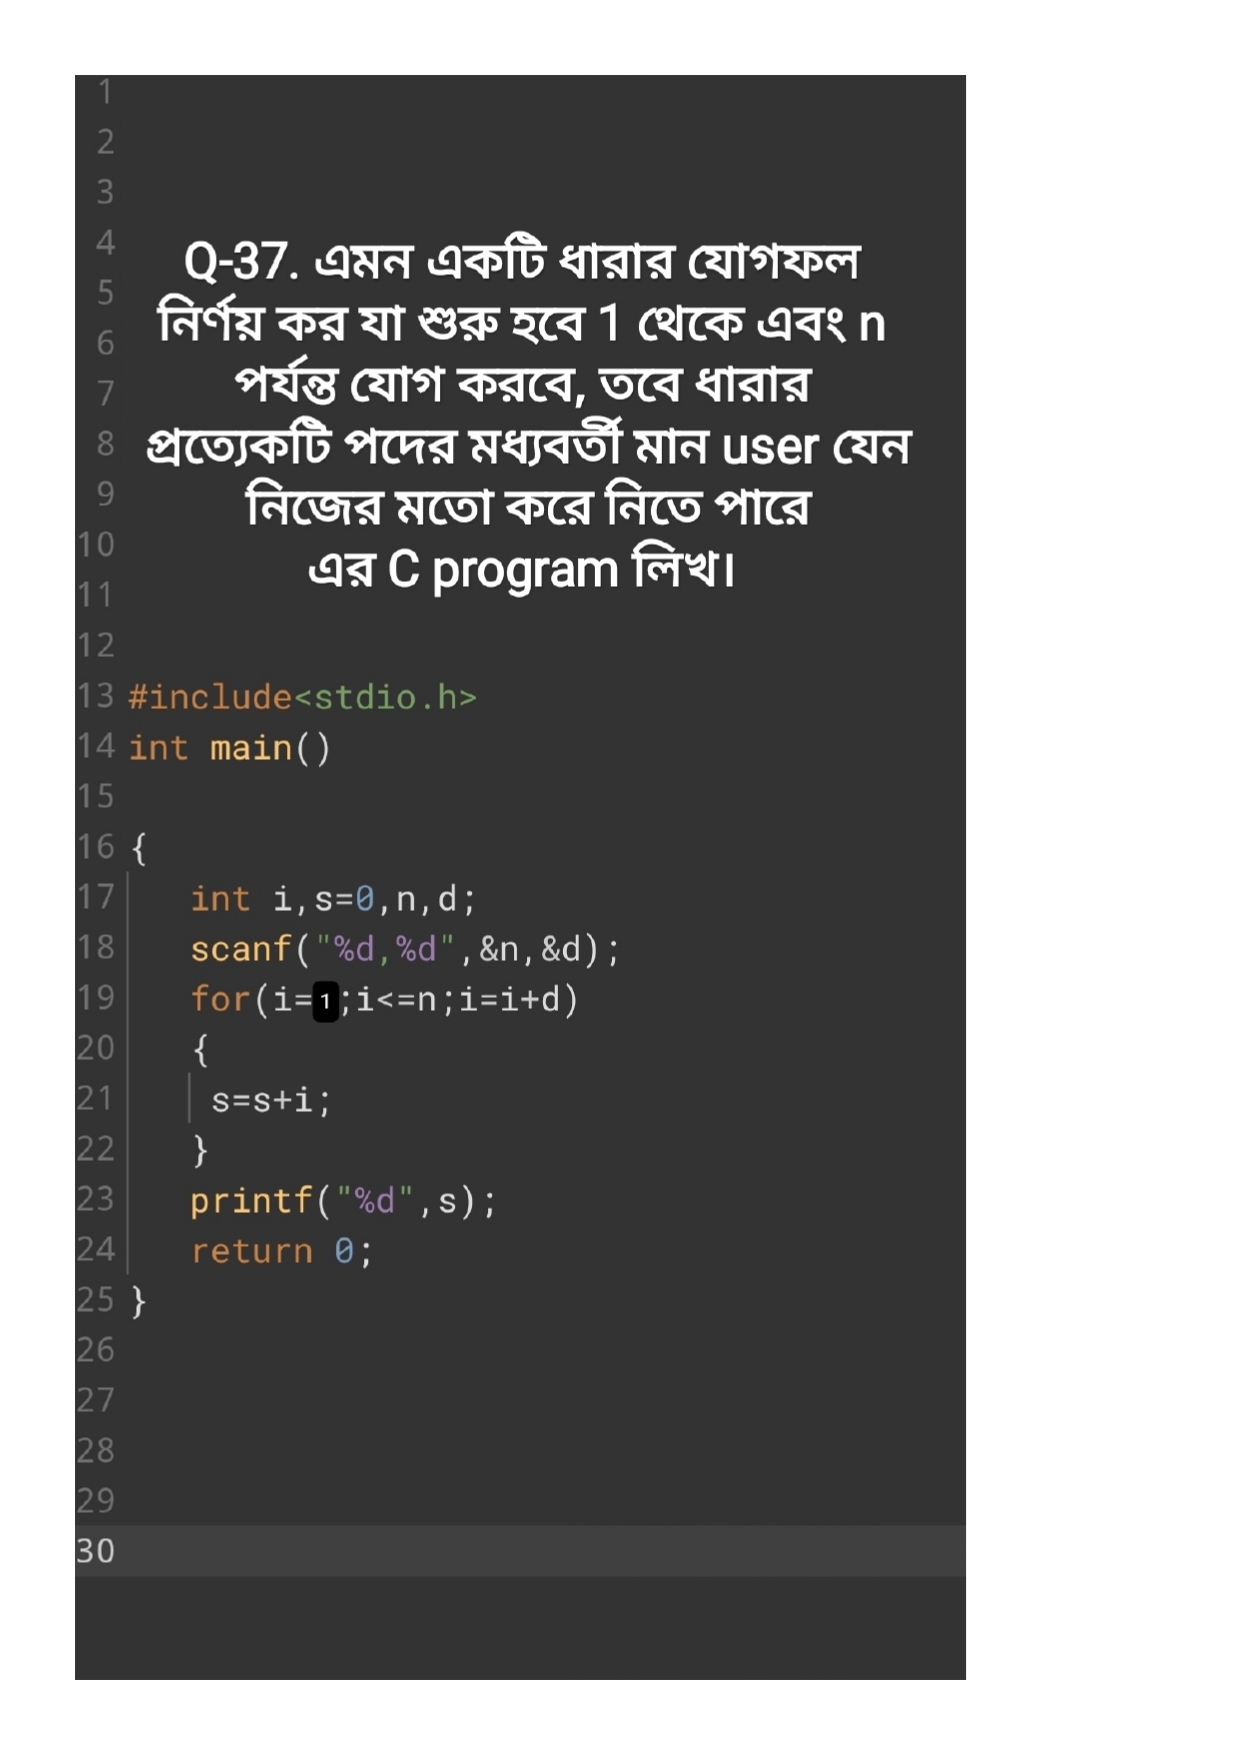 1
2
3
4
Q-37. এমন একটি ধারার যোগফল
5
নির্ণয় কর যা শুরু হবে 1 থেকে এবং n
6
7 পর্যন্ত যোগ করবে, তবে ধারার
8 প্রত্যেকটি পদের মধ্যবর্তী মান user যেন
9 নিজের মতো করে নিতে পারে
10
এর C program লিখ।
11
12
13 #include<stdio.h>
14 int main()
15
16 {
17 int i,s=0,n,d;
18 scanf("%d,%d",&n,&d);
19 for(i=1;i<=n;i=i+d)
20 {
21 s=s+i;
22 }
23 printf("%d",s);
24 return 0;
25 }
26
27
28
29
30